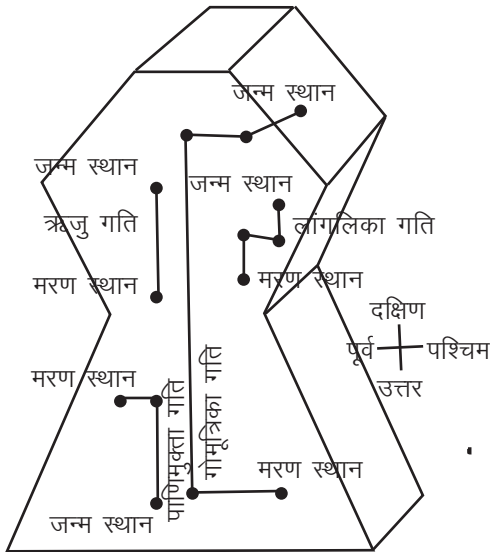 जन्म स्थान
जन्म स्थान
जन्म स्थान
ऋजु गति
लांगलिका गति
मरण स्थान
मरण स्थान
दक्षिण
पूर्व
पश्चिम
उत्तर
मरण स्थान
पाणिमुक्ता गति
गोमूत्रिका गति
मरण स्थान
जन्म स्थान